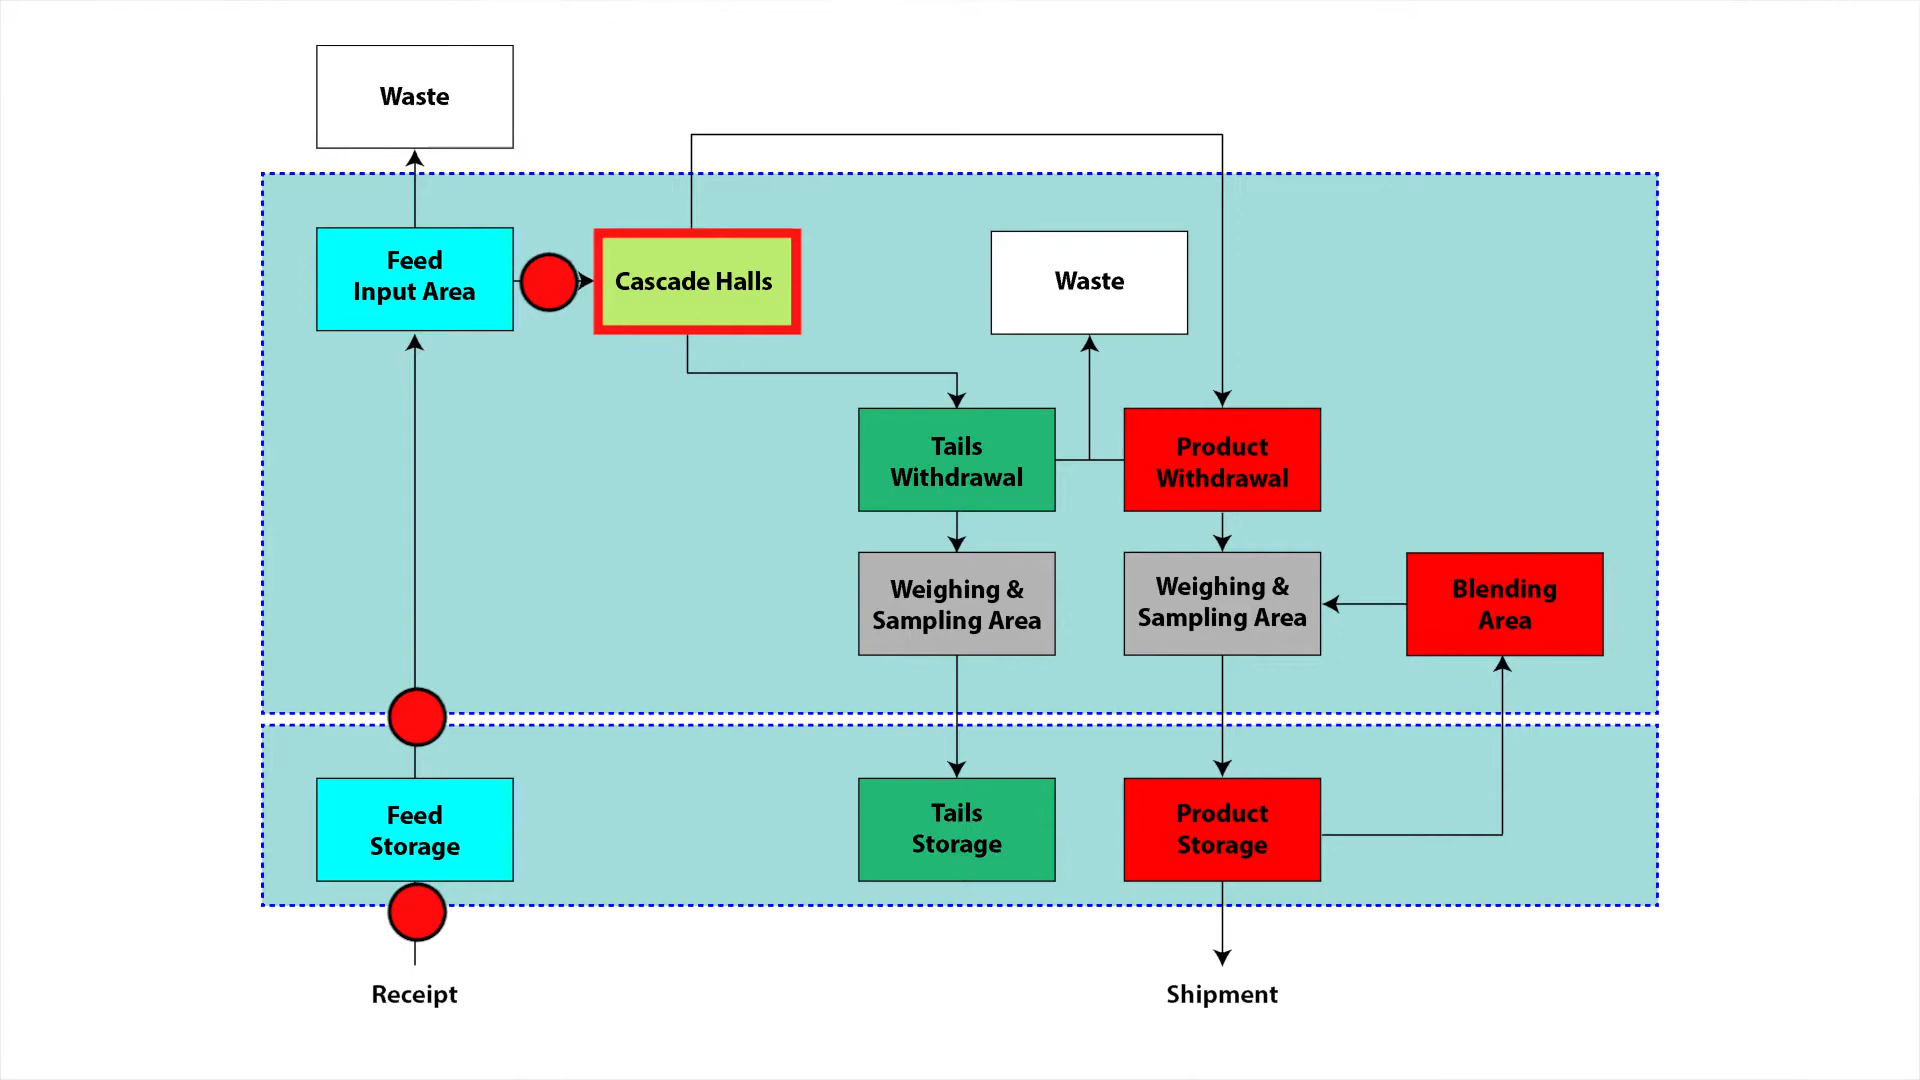 Waste
Feed
Input Area
Cascade Halls
Waste
Tails
Withdrawal
Product
Withdrawal
Weighing &
Sampling Area
Weighing &
Sampling Area
Blending
Area
Feed
Storage
Tails
Storage
Product
Storage
Receipt
Shipment